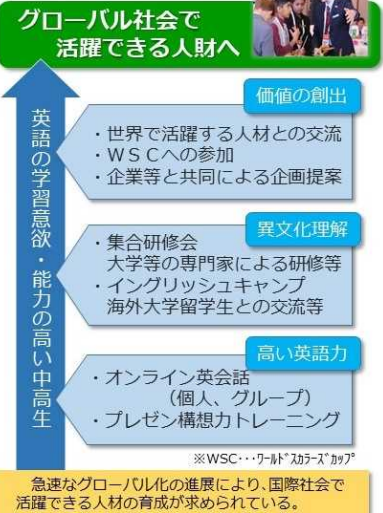 グローバル社会で
活躍できる人財へ
英語の学習意欲・能力の高い中高生
価値の創出
・世界で活躍する人材との交流
・ＷＳＣへの参加
・企業等と共同による企画提案
異文化理解
・集合研修会
大学等の専門家による研修等
・イングリッシュキャンプ
海外大学留学生との交流等
高い英語力
・オンライン英会話
（個人、グループ）
・プレゼン構想力トレーニング
※WSC・・・ﾜｰﾙﾄﾞｽｶﾗｰｽﾞｶｯﾌﾟ
急速なグローバル化の進展により、国際社会で
活躍できる人材の育成が求められている。